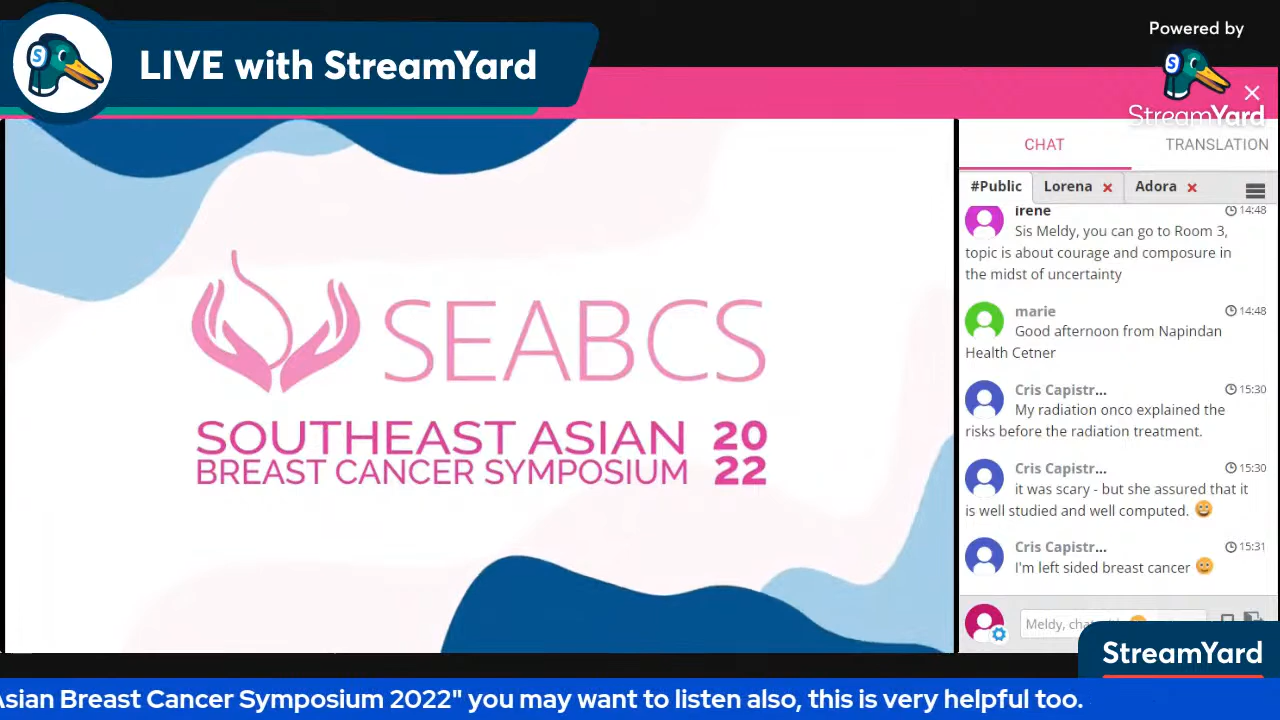 LIVE with StreamYard
Powered by
StreamYard
CHAT
TRANSLATION
#Public
Lorena
Adora
irene
14:48
Sis Meldy, you can go to Room 3,
topic is about courage and composure in
the midst of uncertainty
marie
14:48
Good afternoon from Napindan
Health Cetner
Cris Capistr...
15:30
My radiation onco explained the
risks before the radiation treatment.
Cris Capistr...
15:30
it was scary - but she assured that it
is well studied and well computed.
Cris Capistr...
15:31
I'm left sided breast cancer
SEABCS
SOUTHEAST ASIAN
BREAST CANCER SYMPOSIUM
20
22
Meldy,
StreamYard
Asian Breast Cancer Symposium 2022" you may want to listen also, this is very helpful too.